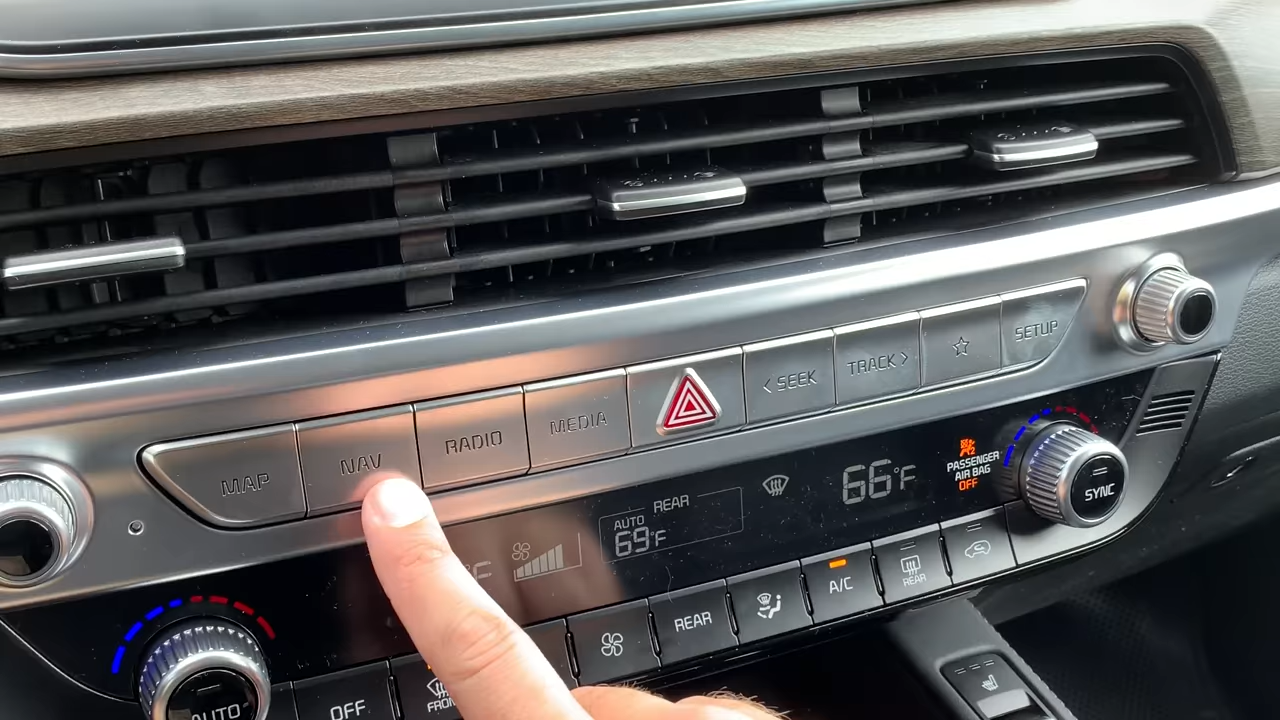 MAP
NAV
RADIO
MEDIA
< SEEK
TRACK >
SETUP
REAR
AUTO
69°F
66°F
PASSENGER
AIR BAG
OFF
SYNC
AUTO
OFF
REAR
A/C
REAR